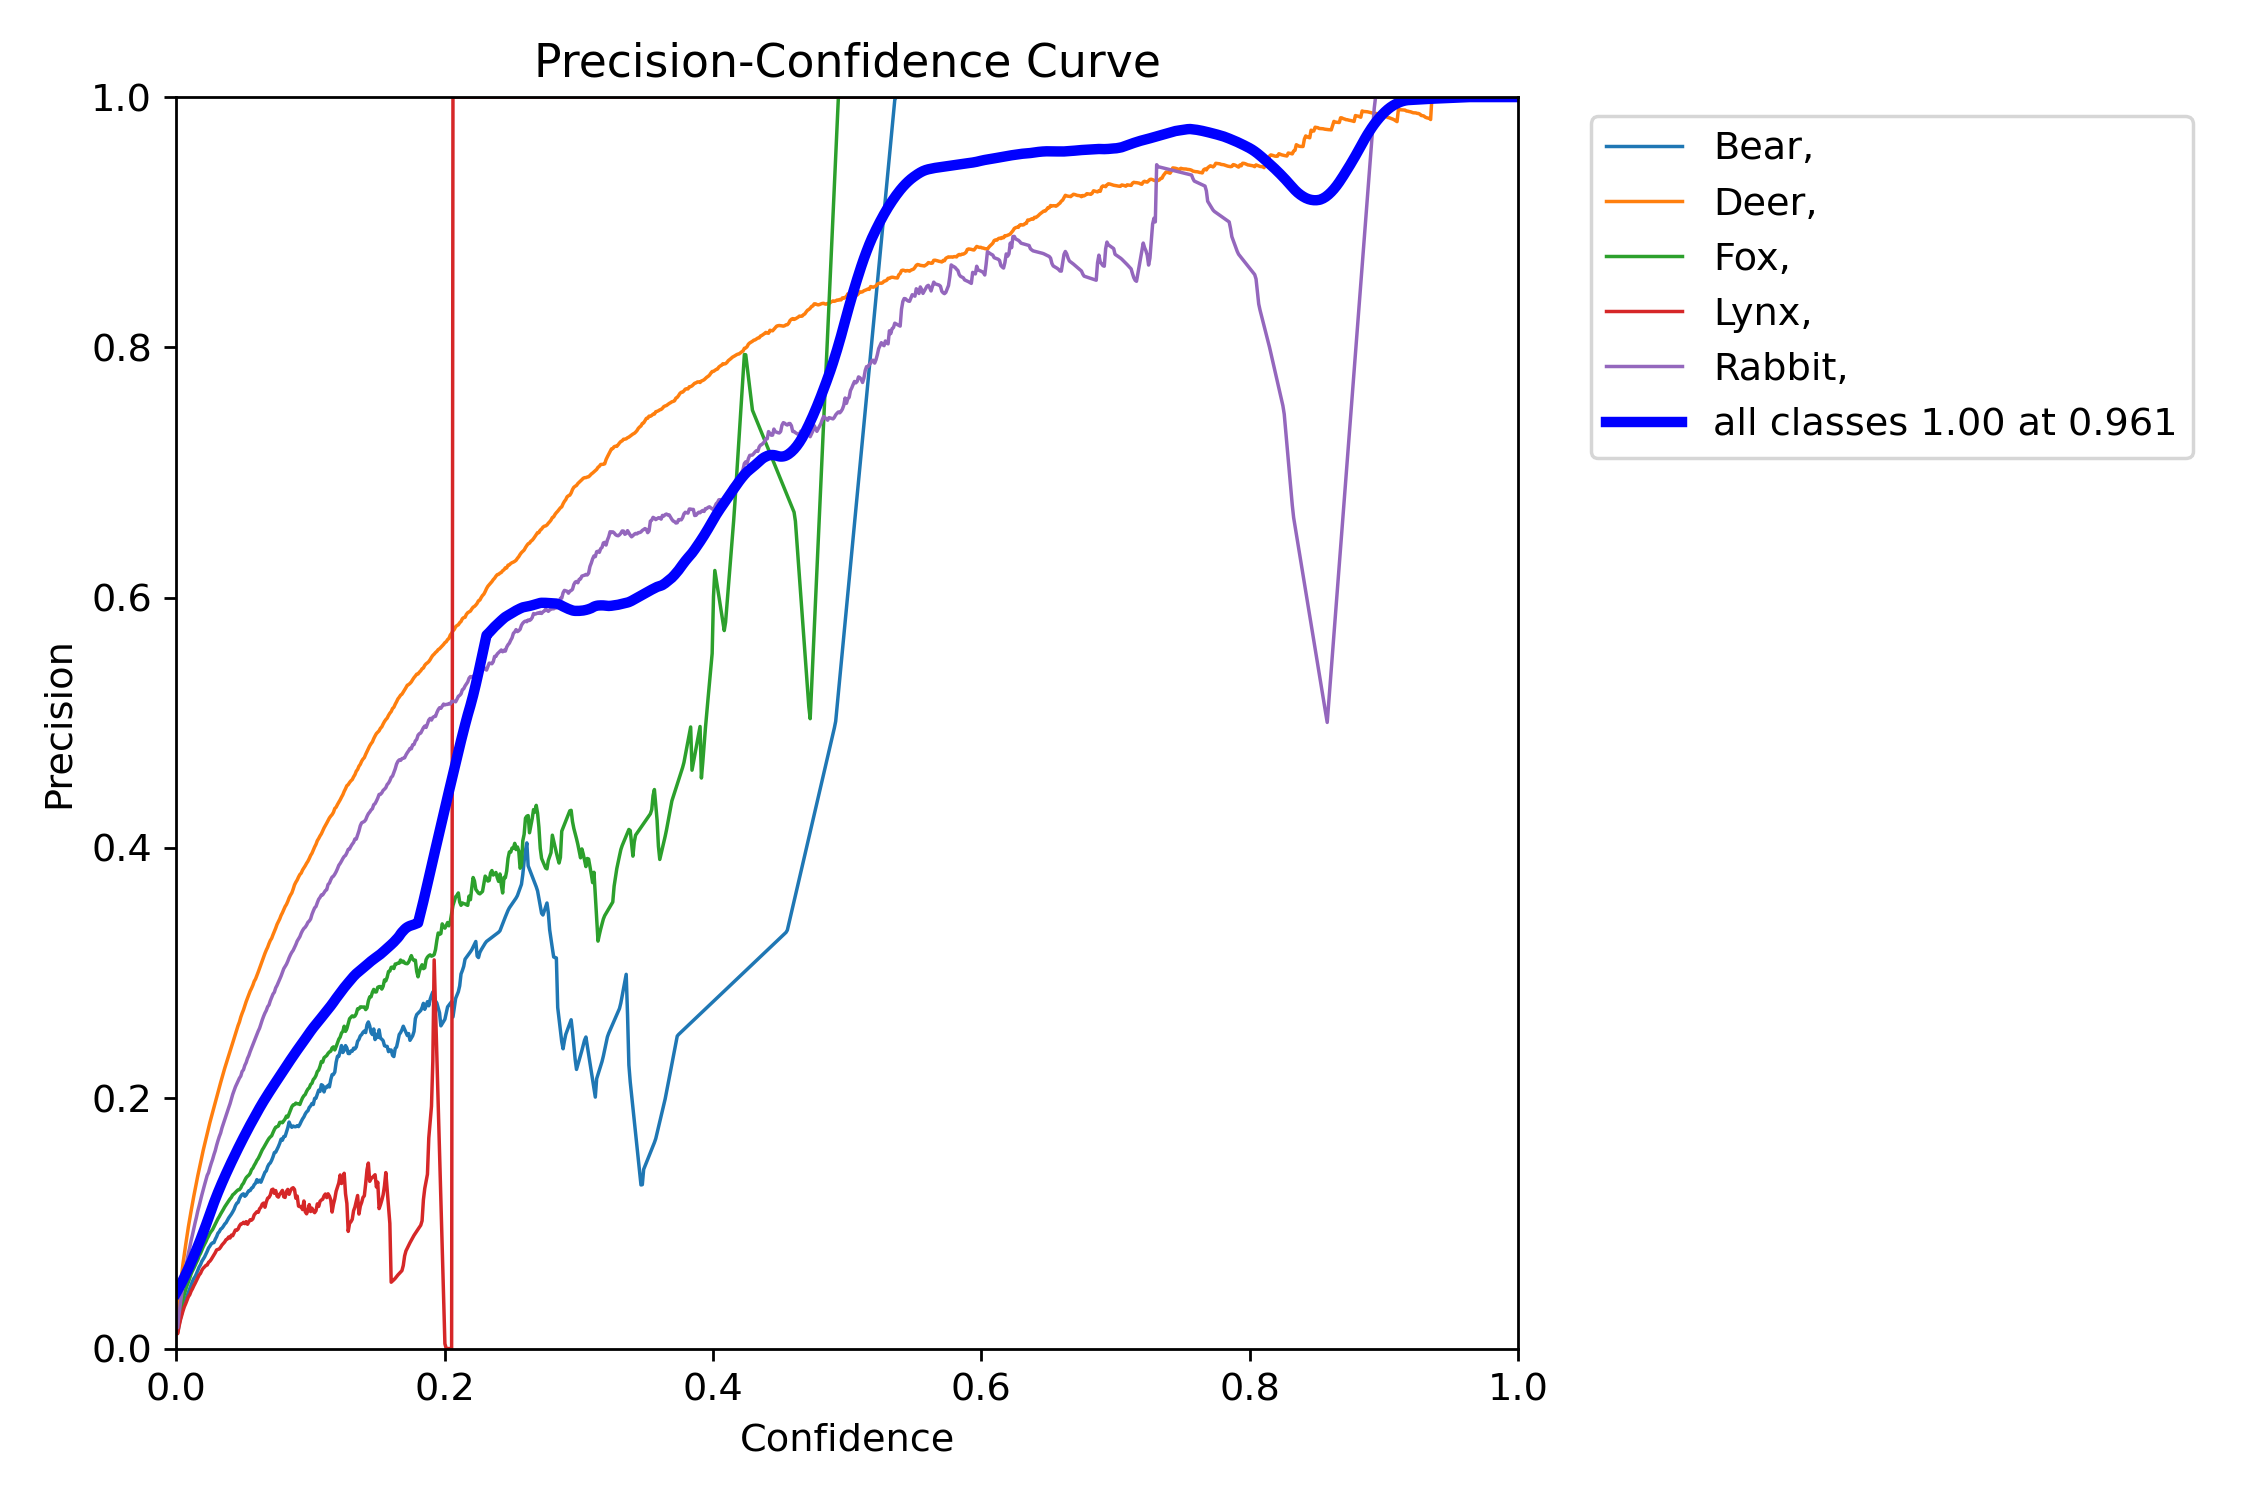 Precision-Confidence Curve
1.0
0.8
0.6
0.4
0.2
0.0
Precision
0.0 0.2 0.4 0.6 0.8 1.0
Confidence
Bear,
Deer,
Fox,
Lynx,
Rabbit,
all classes 1.00 at 0.961